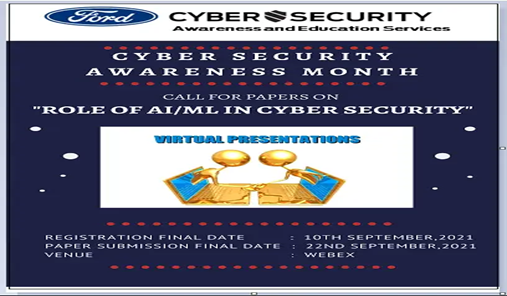 Ford
CYBER SECURITY
Awareness and Education Services
CYBER SECURITY
AWARENESS MONTH
CALL FOR PAPERS ON
"ROLE OF AI/ML IN CYBER SECURITY"
VIRTUAL PRESENTATIONS
REGISTRATION FINAL DATE : 10TH SEPTEMBER,2021
PAPER SUBMISSION FINAL DATE : 22ND SEPTEMBER,2021
VENUE : WEBEX